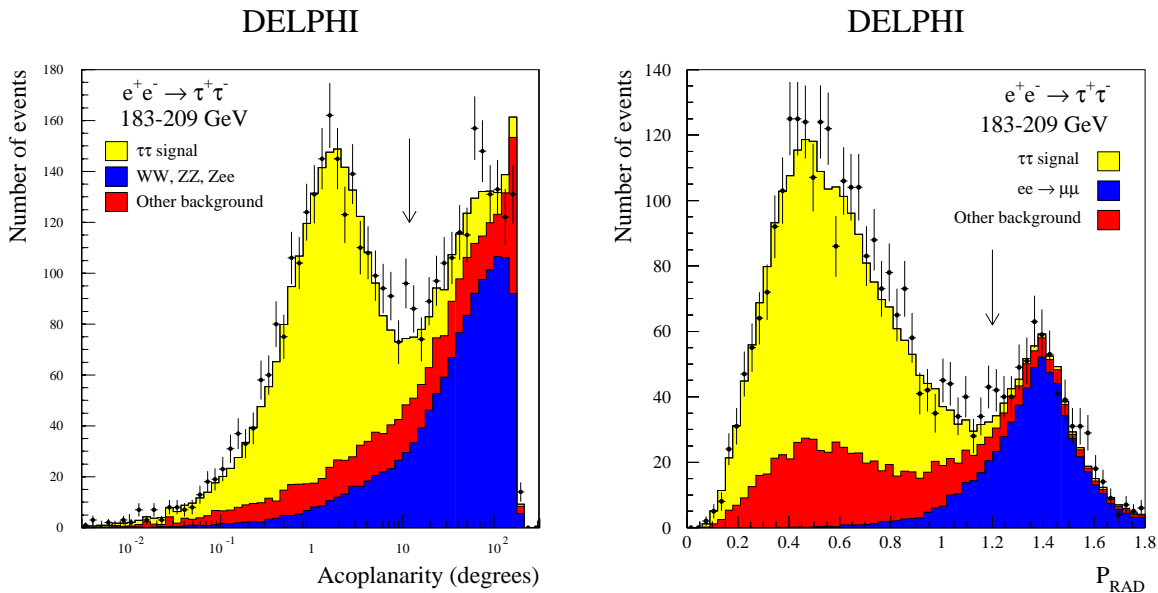 DELPHI
Number of events
180
160
140
120
100
80
60
40
20
0
e⁺e⁻ → τ⁺τ⁻
183-209 GeV
ττ signal
WW, ZZ, Zee
Other background
10⁻² 10⁻¹ 1 10 10²
Acoplanarity (degrees)
DELPHI
Number of events
140
120
100
80
60
40
20
0
e⁺e⁻ → τ⁺τ⁻
183-209 GeV
ττ signal
ee → μμ
Other background
0 0.2 0.4 0.6 0.8 1 1.2 1.4 1.6 1.8
P_RAD